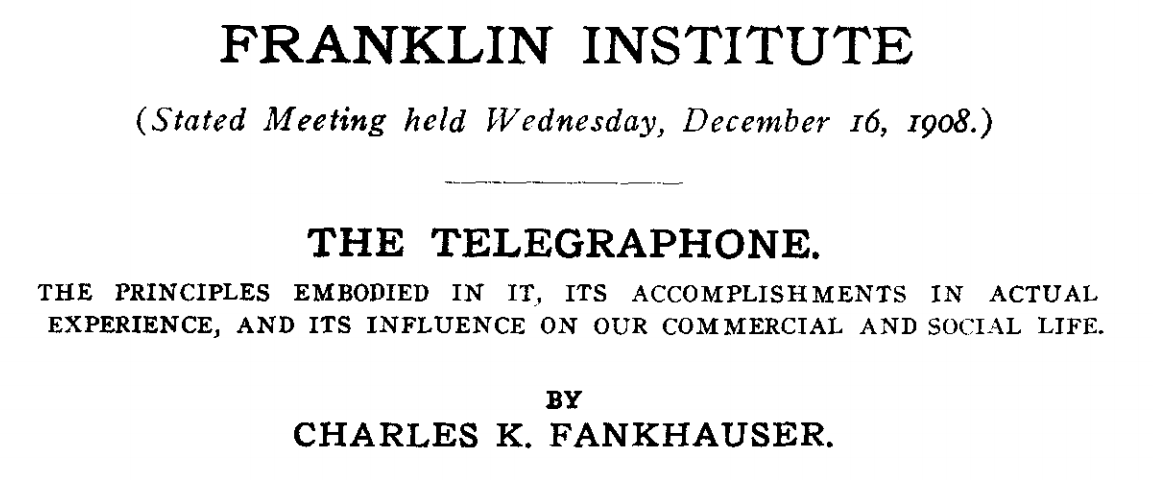 FRANKLIN INSTITUTE
(Stated Meeting held Wednesday, December 16, 1908.)
THE TELEGRAPHONE.
THE PRINCIPLES EMBODIED IN IT, ITS ACCOMPLISHMENTS IN ACTUAL
EXPERIENCE, AND ITS INFLUENCE ON OUR COMMERCIAL AND SOCIAL LIFE.
BY
CHARLES K. FANKHAUSER.